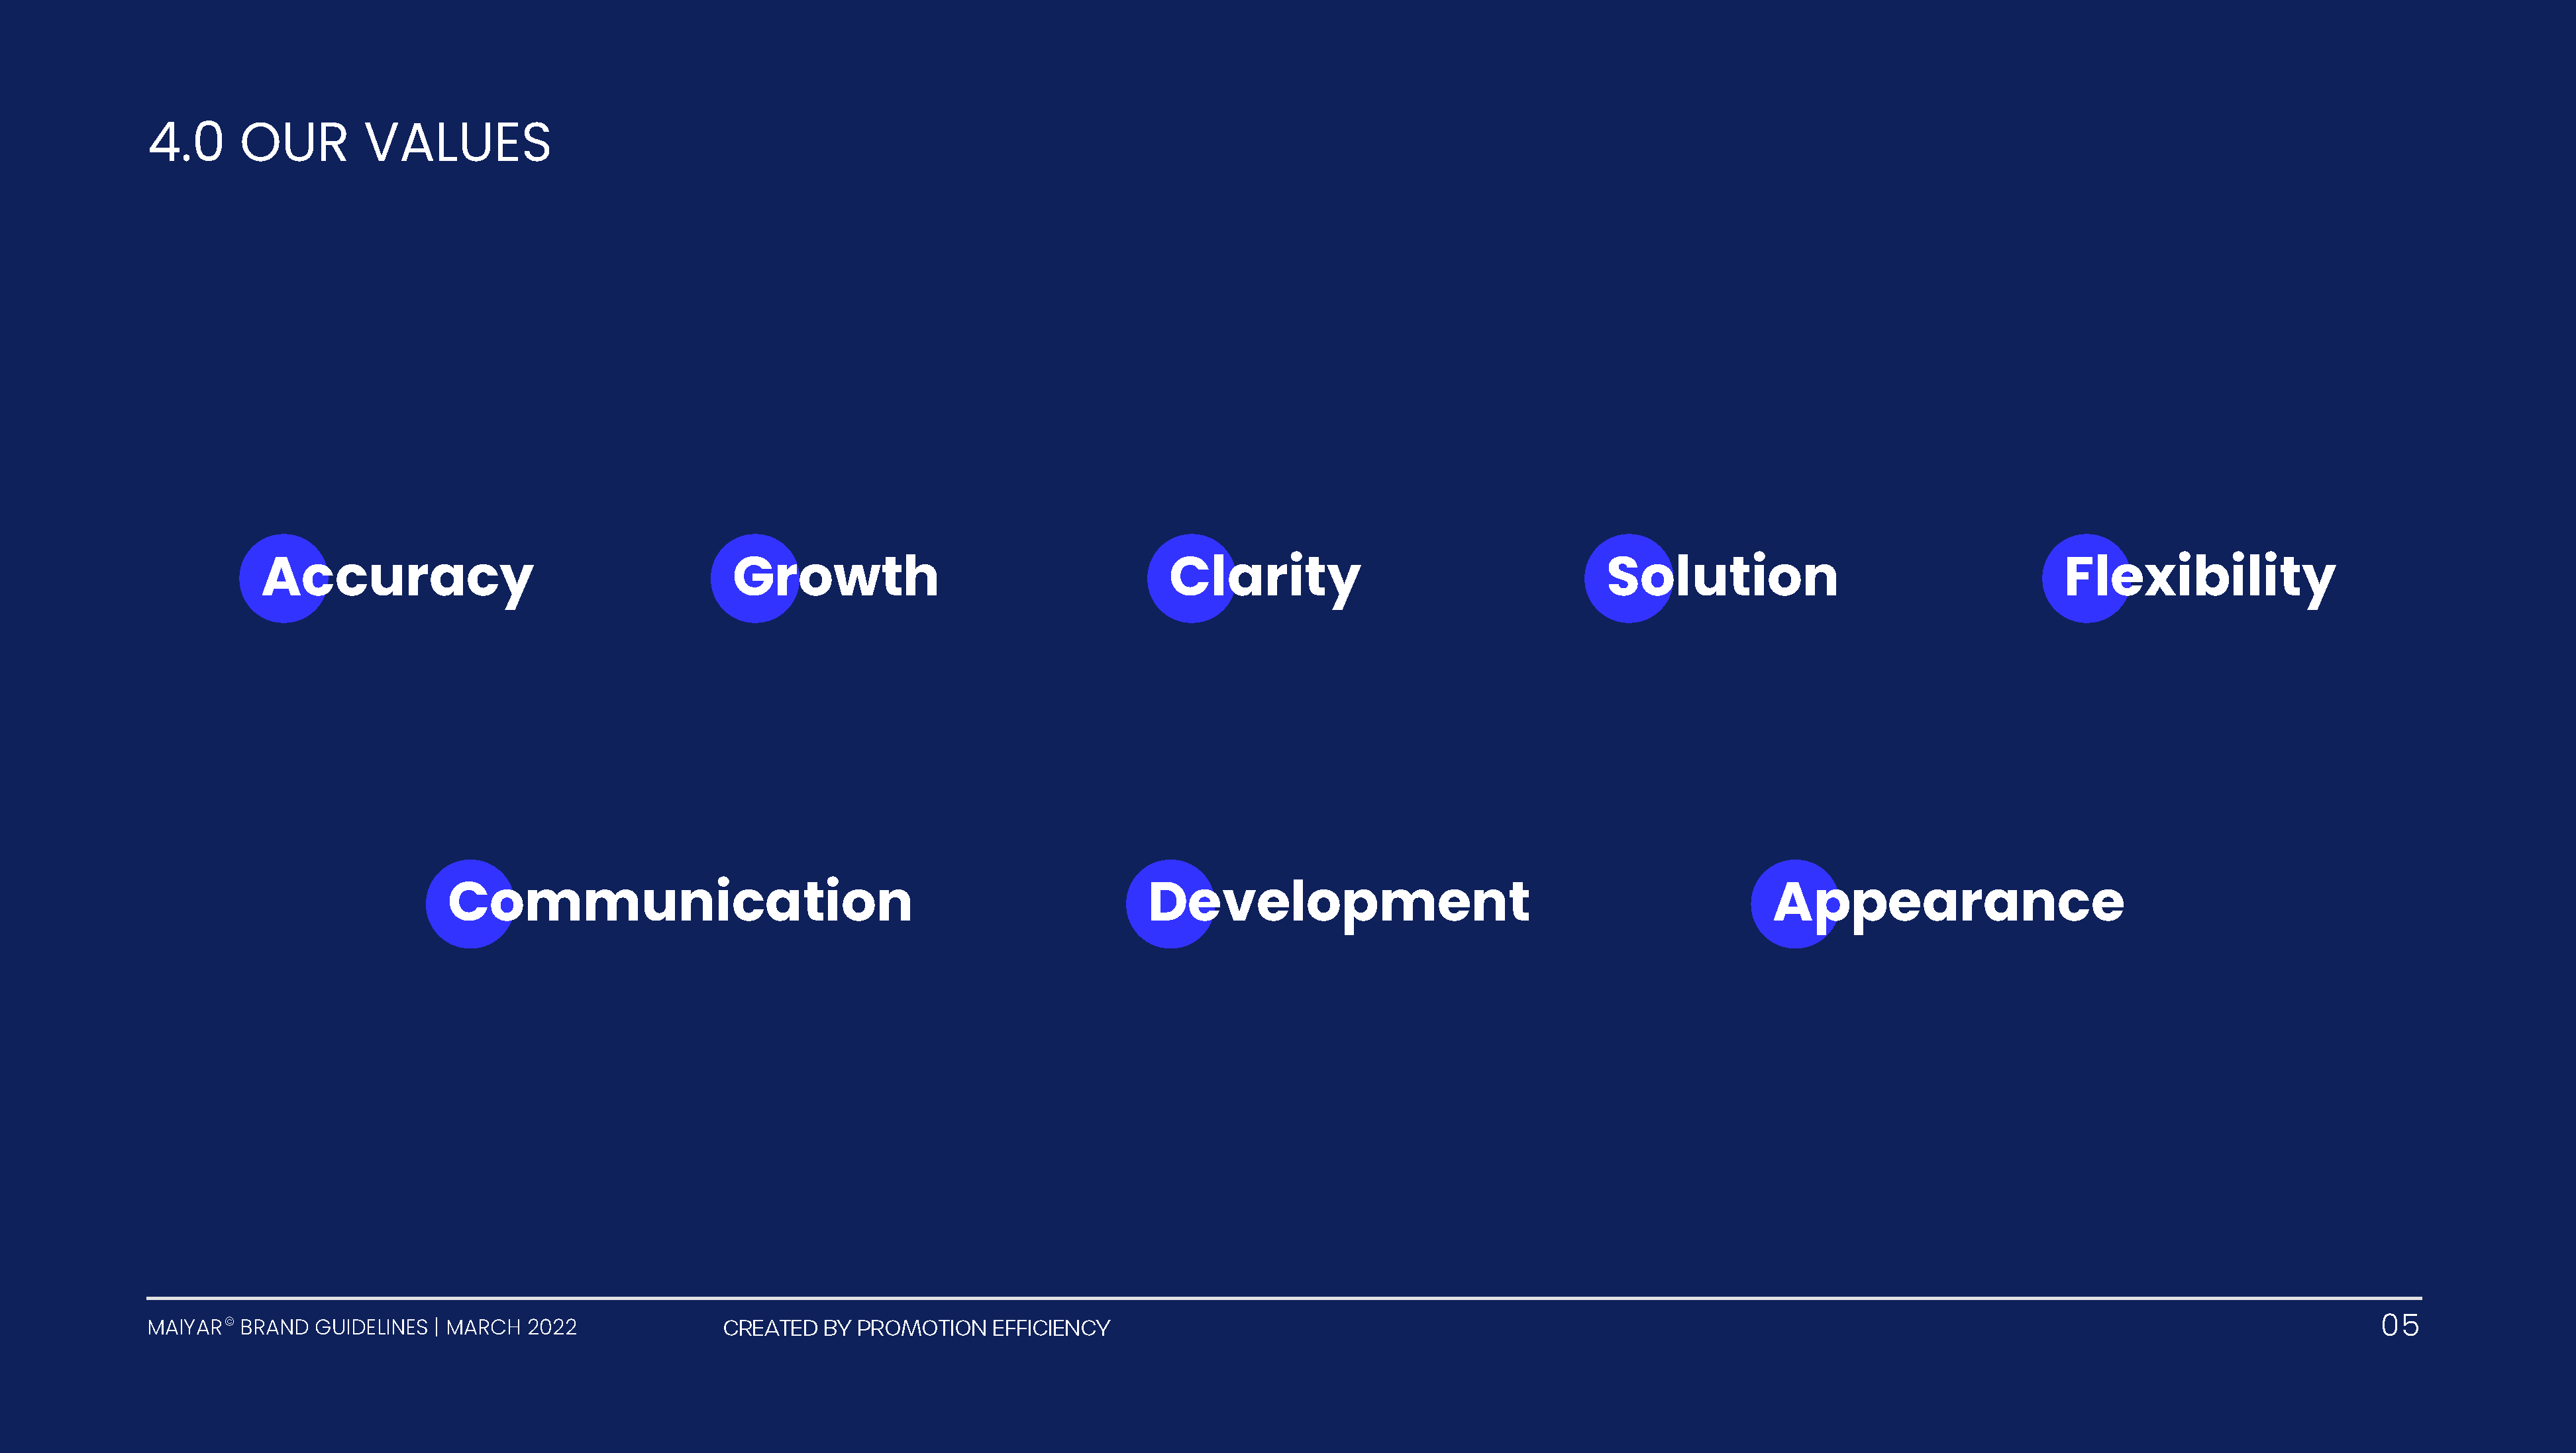 4.0 OUR VALUES
Accuracy Growth Clarity Solution Flexibility
Communication Development Appearance
MAIYAR© BRAND GUIDELINES | MARCH 2022 CREATED BY PROMOTION EFFICIENCY 05